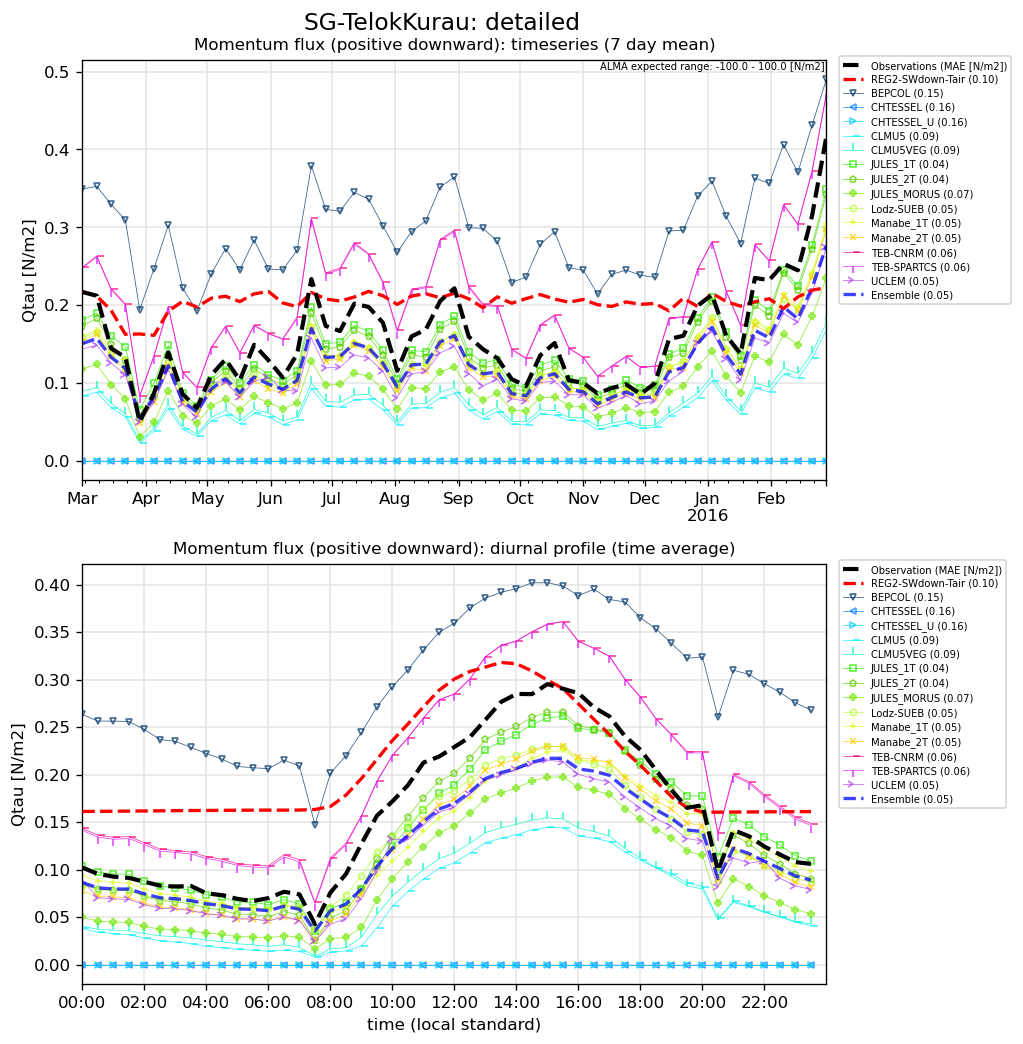 SG-TelokKurau: detailed
Momentum flux (positive downward): timeseries (7 day mean)
ALMA expected range: -100.0 - 100.0 [N/m2]
Qtau [N/m2]
0.5
0.4
0.3
0.2
0.1
0.0
Mar Apr May Jun Jul Aug Sep Oct Nov Dec Jan Feb
2016
Observations (MAE [N/m2])
REG2-SWdown-Tair (0.10)
BEPCOL (0.15)
CHTESSEL (0.16)
CHTESSEL_U (0.16)
CLMU5 (0.09)
CLMU5VEG (0.09)
JULES_1T (0.04)
JULES_2T (0.04)
JULES_MORUS (0.07)
Lodz-SUEB (0.05)
Manabe_1T (0.05)
Manabe_2T (0.05)
TEB-CNRM (0.06)
TEB-SPARTCS (0.06)
UCLEM (0.05)
Ensemble (0.05)
Momentum flux (positive downward): diurnal profile (time average)
Qtau [N/m2]
0.40
0.35
0.30
0.25
0.20
0.15
0.10
0.05
0.00
00:00 02:00 04:00 06:00 08:00 10:00 12:00 14:00 16:00 18:00 20:00 22:00
time (local standard)
Observation (MAE [N/m2])
REG2-SWdown-Tair (0.10)
BEPCOL (0.15)
CHTESSEL (0.16)
CHTESSEL_U (0.16)
CLMU5 (0.09)
CLMU5VEG (0.09)
JULES_1T (0.04)
JULES_2T (0.04)
JULES_MORUS (0.07)
Lodz-SUEB (0.05)
Manabe_1T (0.05)
Manabe_2T (0.05)
TEB-CNRM (0.06)
TEB-SPARTCS (0.06)
UCLEM (0.05)
Ensemble (0.05)